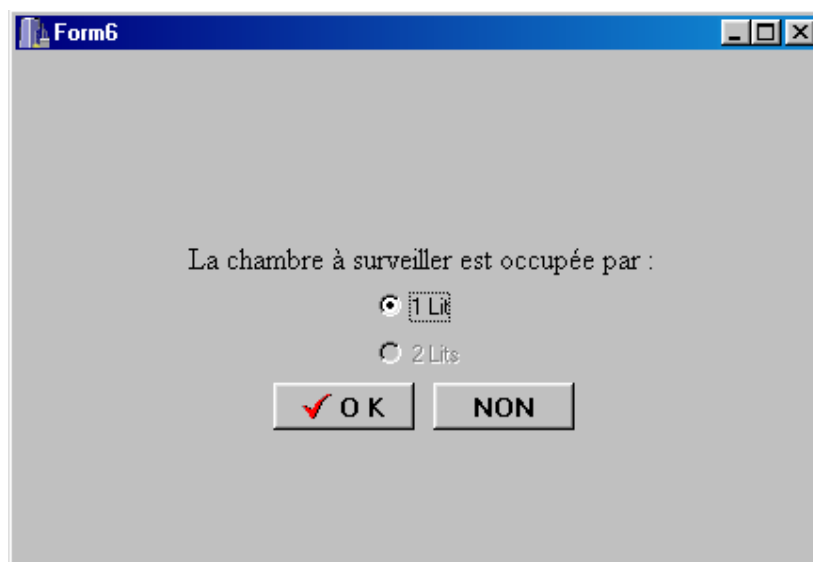 Form6
La chambre à surveiller est occupée par :
1 Lit
2 Lits
O K
NON